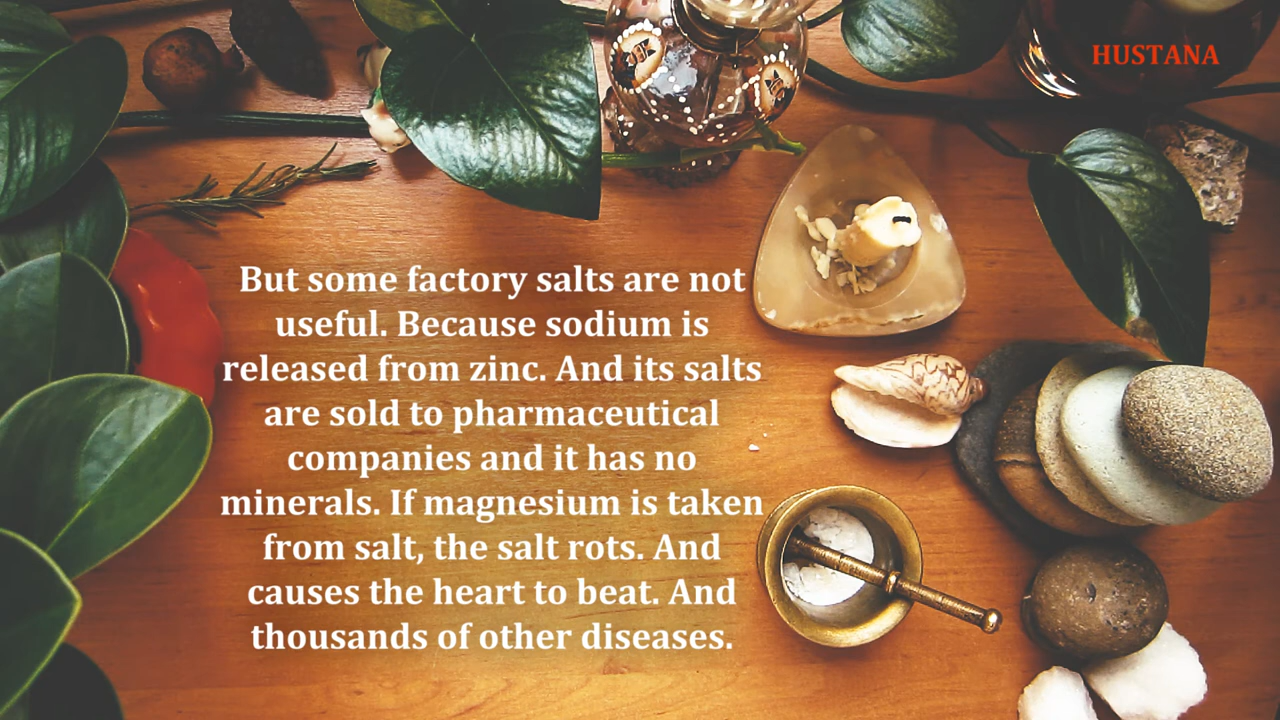 HUSTANA
But some factory salts are not
useful. Because sodium is
released from zinc. And its salts
are sold to pharmaceutical
companies and it has no
minerals. If magnesium is taken
from salt, the salt rots. And
causes the heart to beat. And
thousands of other diseases.